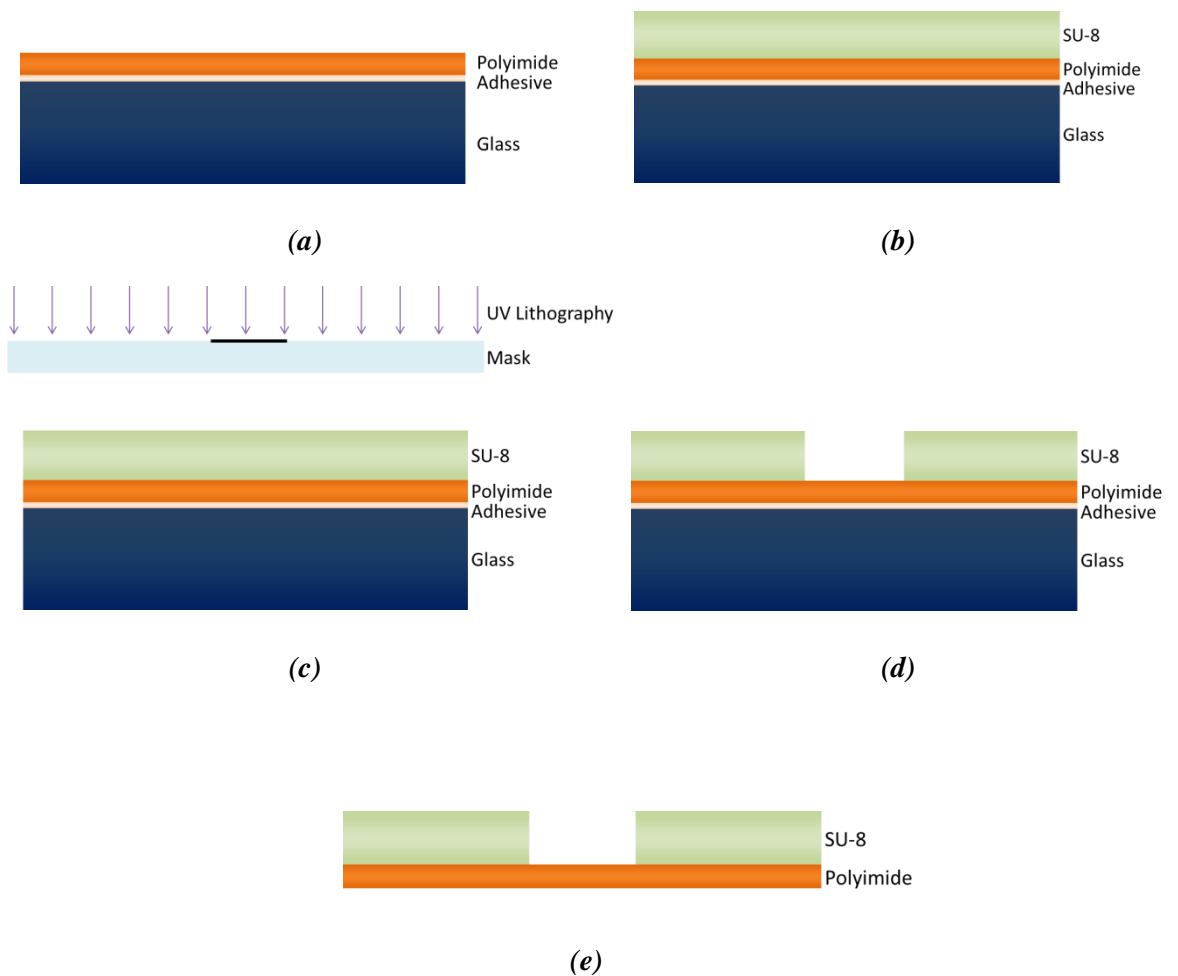 Polyimide
Adhesive
Glass
(a)
SU-8
Polyimide
Adhesive
Glass
(b)
UV Lithography
Mask
SU-8
Polyimide
Adhesive
Glass
(c)
SU-8
Polyimide
Adhesive
Glass
(d)
SU-8
Polyimide
(e)